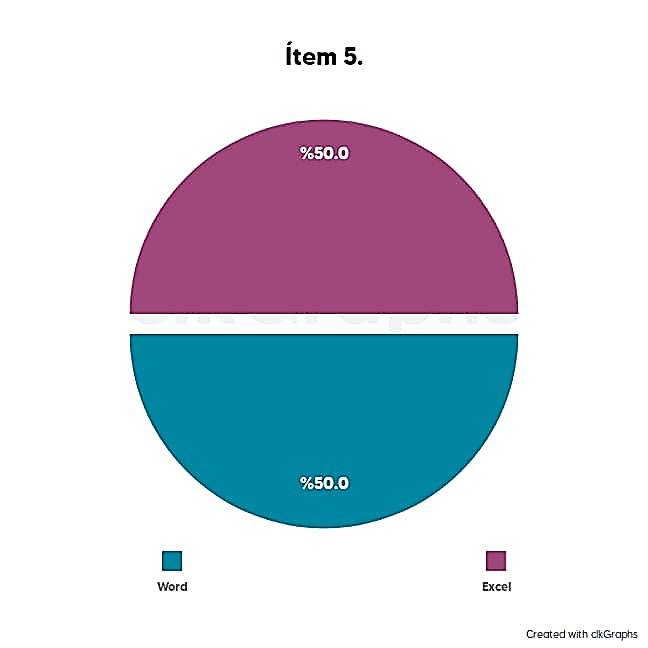 Ítem 5.
%50.0
%50.0
Word
Excel
Created with clkGraphs